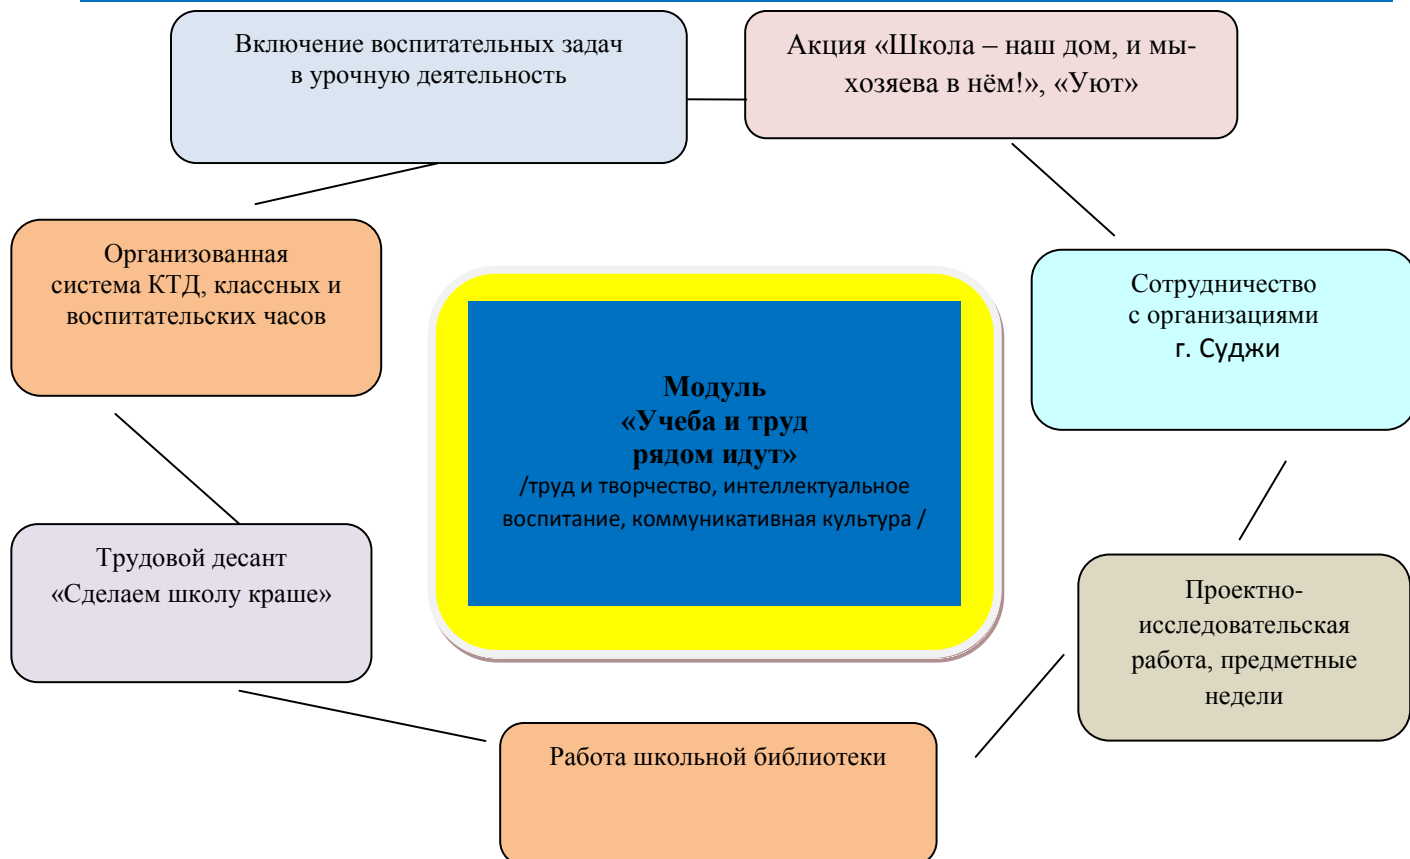 Включение воспитательных задач
в урочную деятельность
Акция «Школа – наш дом, и мы-
хозяева в нём!», «Уют»
Организованная
система КТД, классных и
воспитательских часов
Сотрудничество
с организациями
г. Суджи
Модуль
«Учеба и труд
рядом идут»
/труд и творчество, интеллектуальное
воспитание, коммуникативная культура /
Трудовой десант
«Сделаем школу краше»
Проектно-
исследовательская
работа, предметные
недели
Работа школьной библиотеки